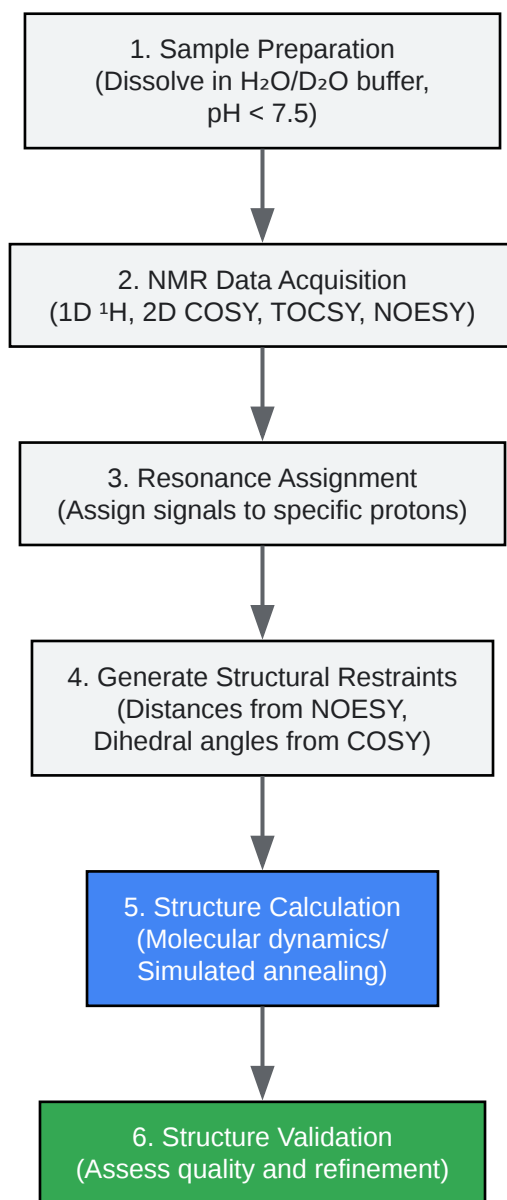 1. Sample Preparation
(Dissolve in H₂O/D₂O buffer,
pH < 7.5)
2. NMR Data Acquisition
(1D ¹H, 2D COSY, TOCSY, NOESY)
3. Resonance Assignment
(Assign signals to specific protons)
4. Generate Structural Restraints
(Distances from NOESY,
Dihedral angles from COSY)
5. Structure Calculation
(Molecular dynamics/
Simulated annealing)
6. Structure Validation
(Assess quality and refinement)